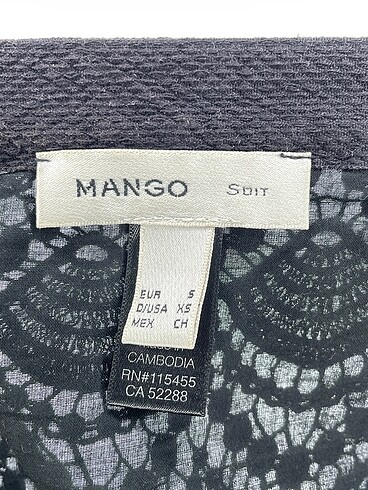 MANGO SUIT
EUR S
D/USA XS
MEX CH
CAMBODIA
RN#115455
CA 52288